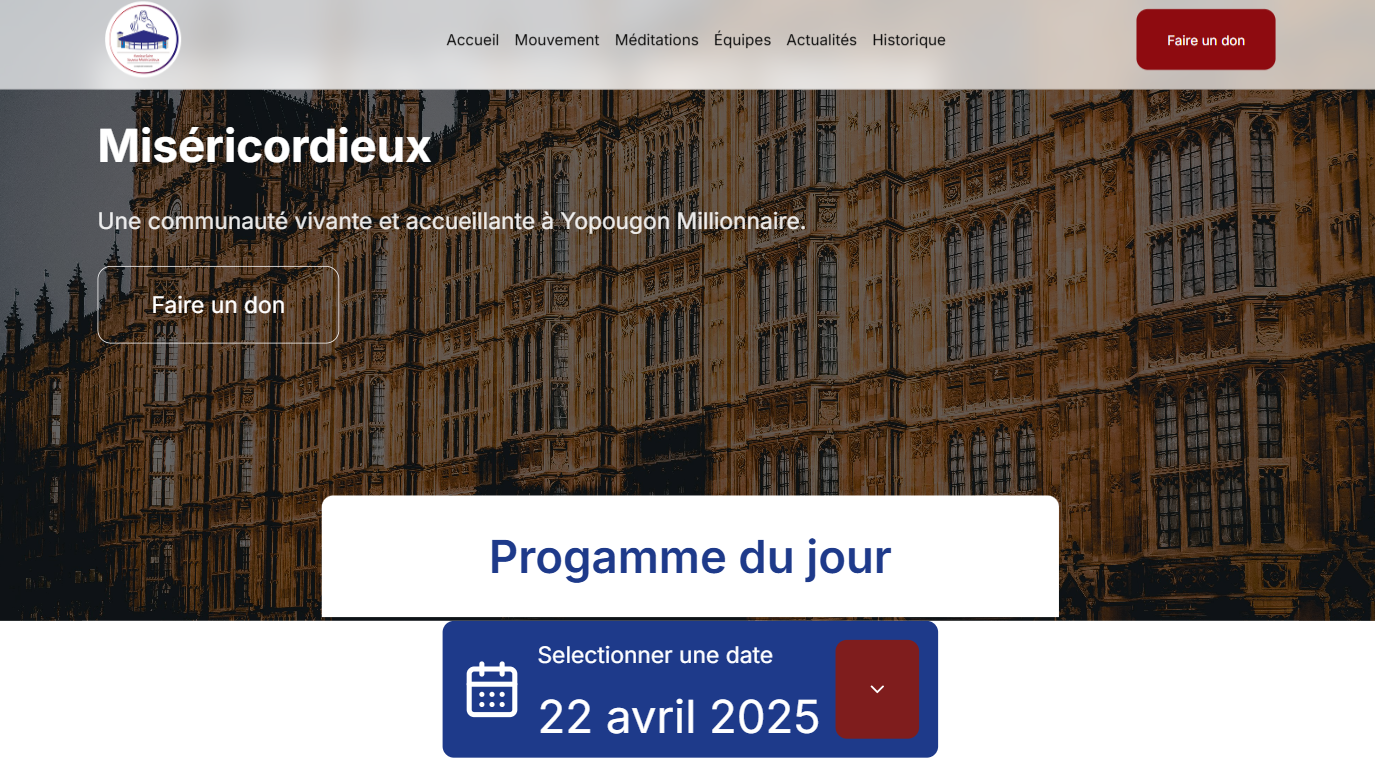 Accueil Mouvement Méditations Équipes Actualités Historique Faire un don
Miséricordieux
Une communauté vivante et accueillante à Yopougon Millionnaire.
Faire un don
Progamme du jour
Selectionner une date
22 avril 2025